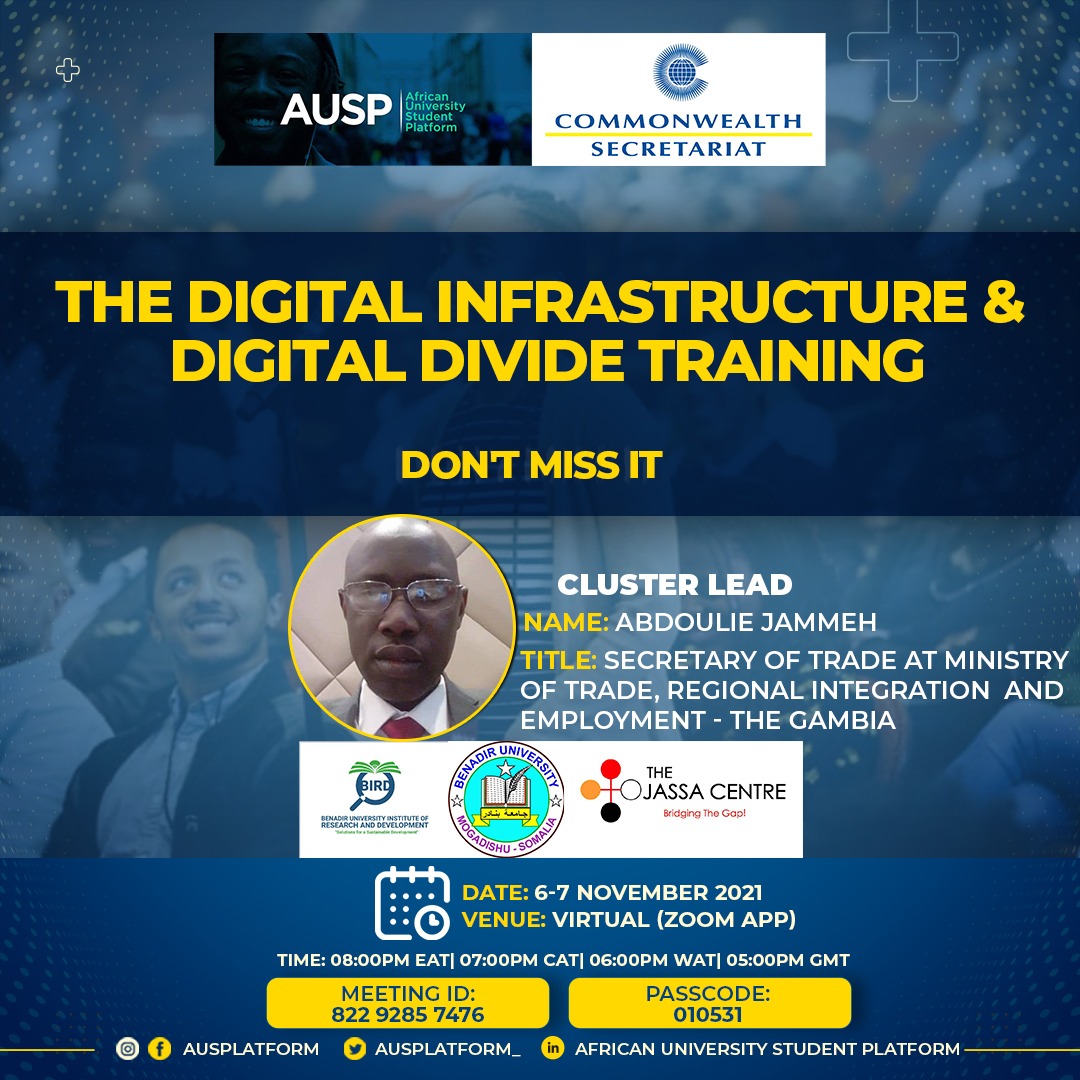 AUSP
African
University
Student
Platform
COMMONWEALTH
SECRETARIAT
THE DIGITAL INFRASTRUCTURE &
DIGITAL DIVIDE TRAINING
DON'T MISS IT
CLUSTER LEAD
NAME: ABDOULIE JAMMEH
TITLE: SECRETARY OF TRADE AT MINISTRY
OF TRADE, REGIONAL INTEGRATION AND
EMPLOYMENT - THE GAMBIA
BIRD
BENADIR UNIVERSITY INSTITUTE OF
RESEARCH AND DEVELOPMENT
"Solutions for a Sustainable Development"
BENADIR UNIVERSITY
جامعة بنادر
MOGADISHU - SOMALIA
THE
JASSA CENTRE
Bridging The Gap!
DATE: 6-7 NOVEMBER 2021
VENUE: VIRTUAL (ZOOM APP)
TIME: 08:00PM EAT| 07:00PM CAT| 06:00PM WAT| 05:00PM GMT
MEETING ID:
822 9285 7476
PASSCODE:
010531
AUSPLATFORM AUSPLATFORM_ in AFRICAN UNIVERSITY STUDENT PLATFORM